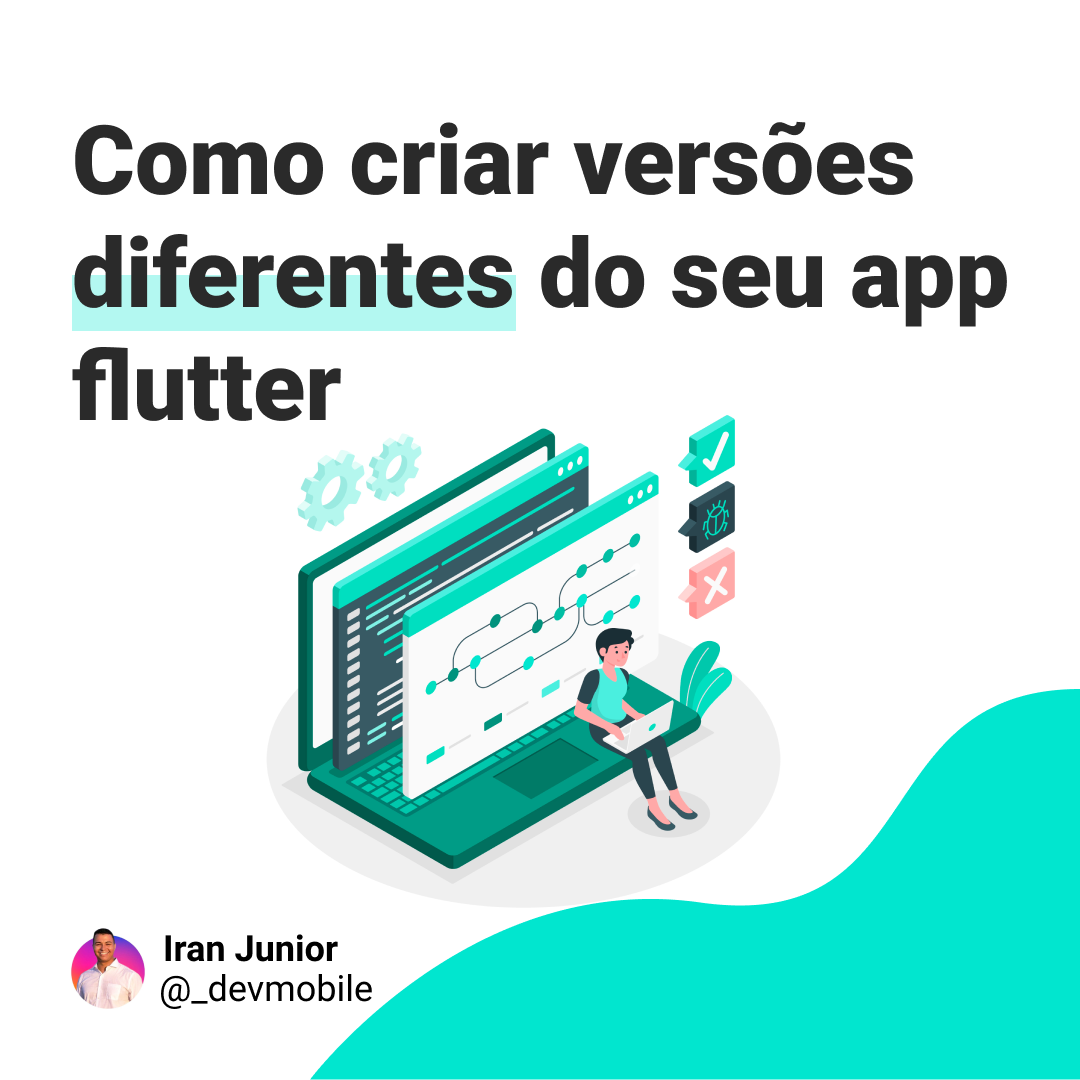 Como criar versões
diferentes do seu app
flutter
Iran Junior
@_devmobile